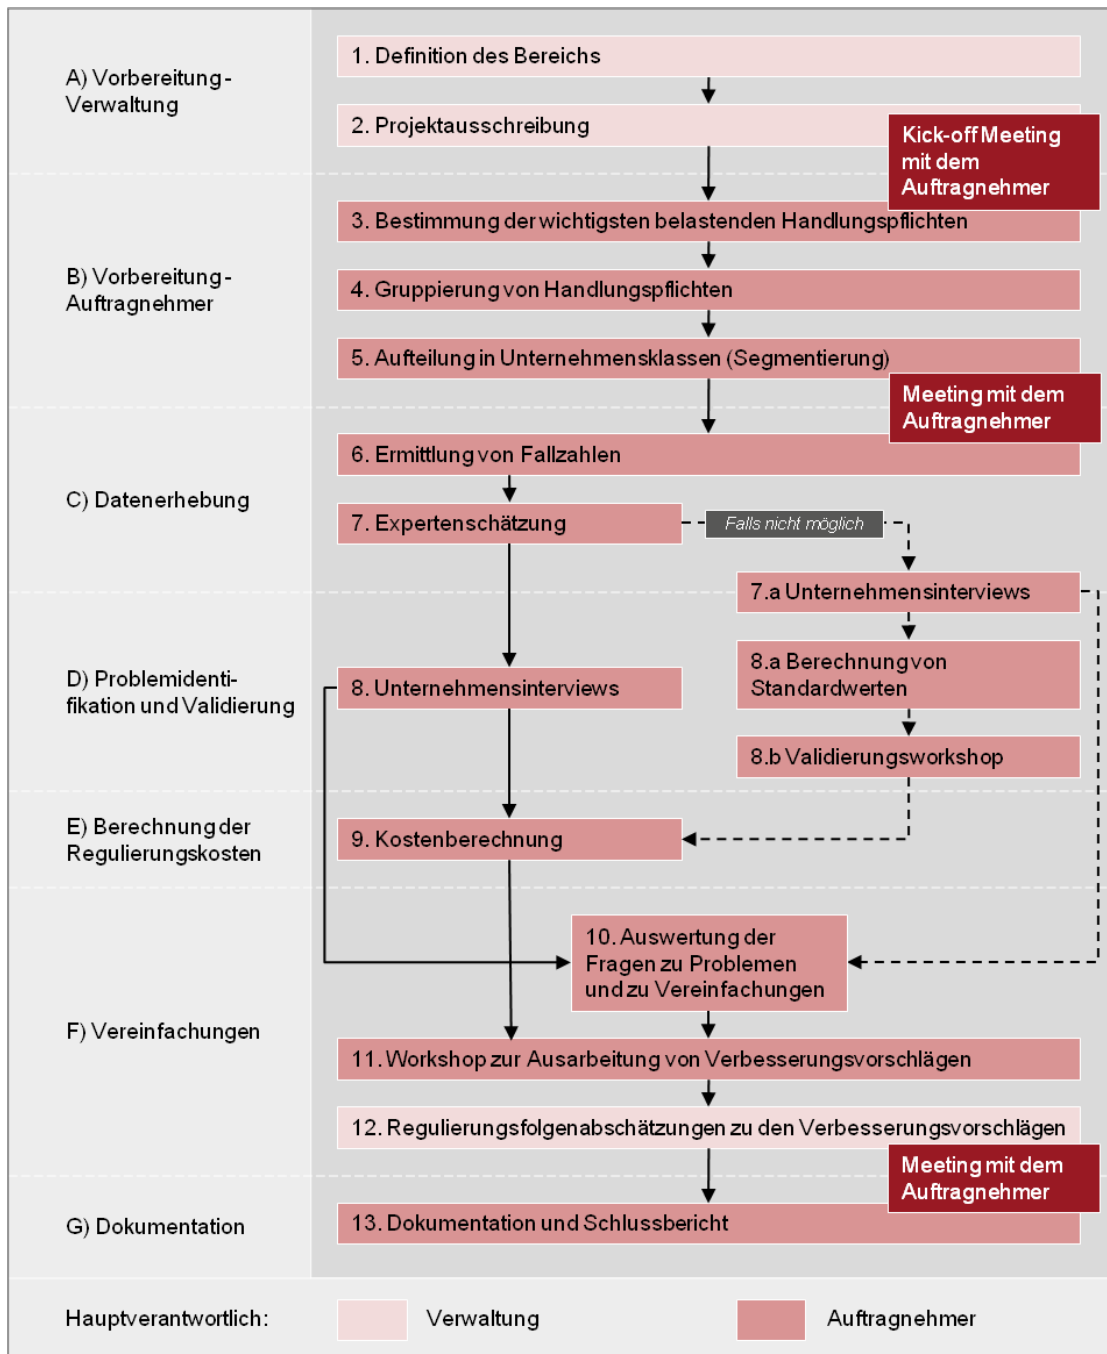 A) Vorbereitung -
Verwaltung
1. Definition des Bereichs
2. Projektausschreibung
Kick-off Meeting
mit dem
Auftragnehmer
B) Vorbereitung -
Auftragnehmer
3. Bestimmung der wichtigsten belastenden Handlungspflichten
4. Gruppierung von Handlungspflichten
5. Aufteilung in Unternehmensklassen (Segmentierung)
Meeting mit dem
Auftragnehmer
C) Datenerhebung
6. Ermittlung von Fallzahlen
7. Expertenschätzung
Falls nicht möglich
7.a Unternehmensinterviews
D) Problemidenti-
fikation und Validierung
8. Unternehmensinterviews
8.a Berechnung von
Standardwerten
8.b Validierungsworkshop
E) Berechnung der
Regulierungskosten
9. Kostenberechnung
F) Vereinfachungen
10. Auswertung der
Fragen zu Problemen
und zu Vereinfachungen
11. Workshop zur Ausarbeitung von Verbesserungsvorschlägen
12. Regulierungsfolgenabschätzungen zu den Verbesserungsvorschlägen
Meeting mit dem
Auftragnehmer
G) Dokumentation
13. Dokumentation und Schlussbericht
Hauptverantwortlich:
Verwaltung
Auftragnehmer